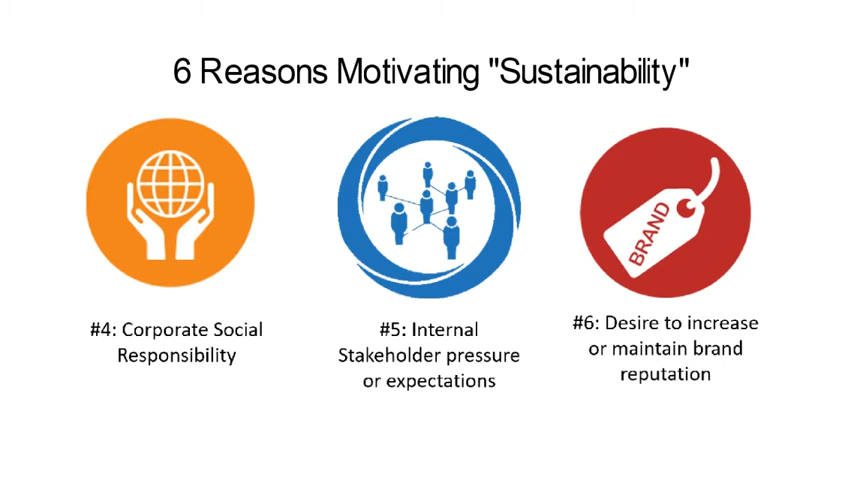 6 Reasons Motivating "Sustainability"
BRAND
#4: Corporate Social
Responsibility
#5: Internal
Stakeholder pressure
or expectations
#6: Desire to increase
or maintain brand
reputation